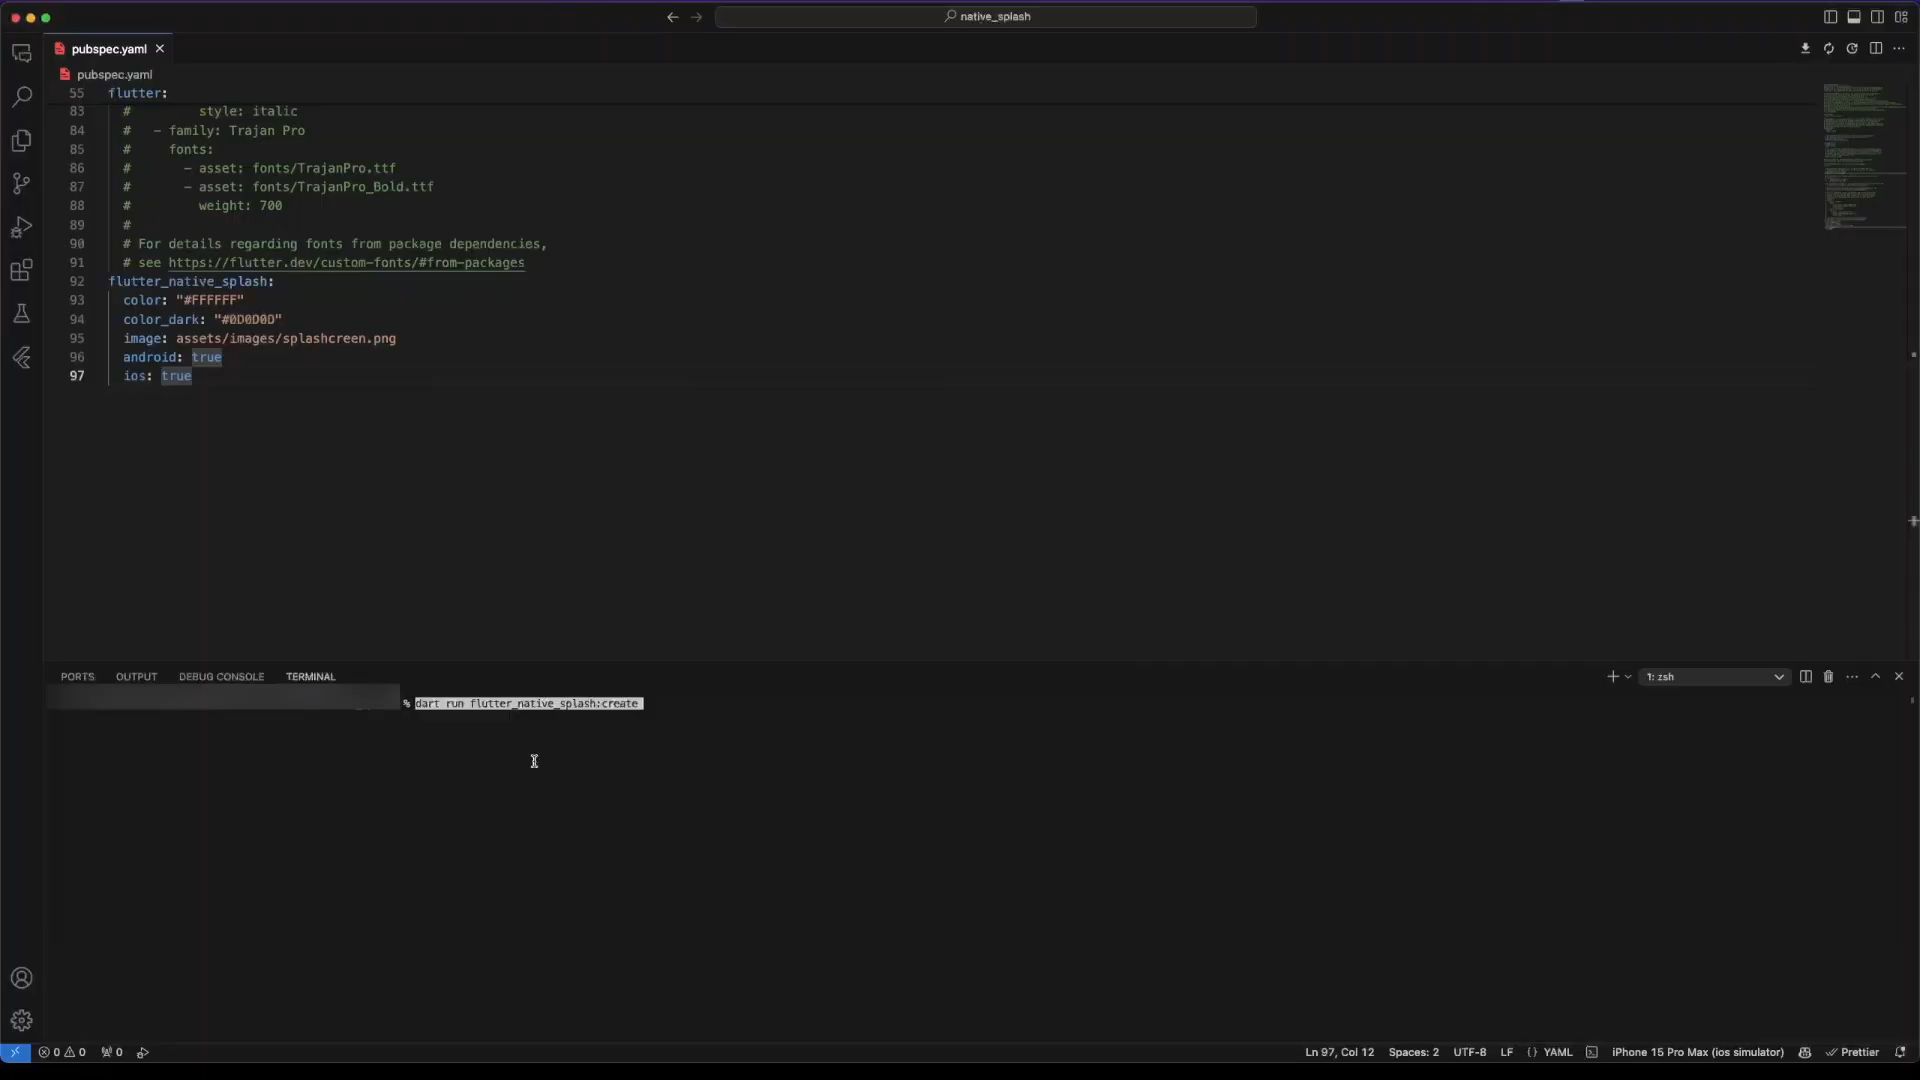 native_splash
pubspec.yaml
pubspec.yaml
55 flutter:
83 # style: italic
84 # - family: Trajan Pro
85 # fonts:
86 # - asset: fonts/TrajanPro.ttf
87 # - asset: fonts/TrajanPro_Bold.ttf
88 # weight: 700
89 #
90 # For details regarding fonts from package dependencies,
91 # see https://flutter.dev/custom-fonts/#from-packages
92 flutter_native_splash:
93 color: "#FFFFFF"
94 color_dark: "#0D0D0D"
95 image: assets/images/splashcreen.png
96 android: true
97 ios: true
PORTS OUTPUT DEBUG CONSOLE TERMINAL 1: zsh
% dart run flutter_native_splash:create
0 0 0 Ln 97, Col 12 Spaces: 2 UTF-8 LF {} YAML iPhone 15 Pro Max (ios simulator) Prettier